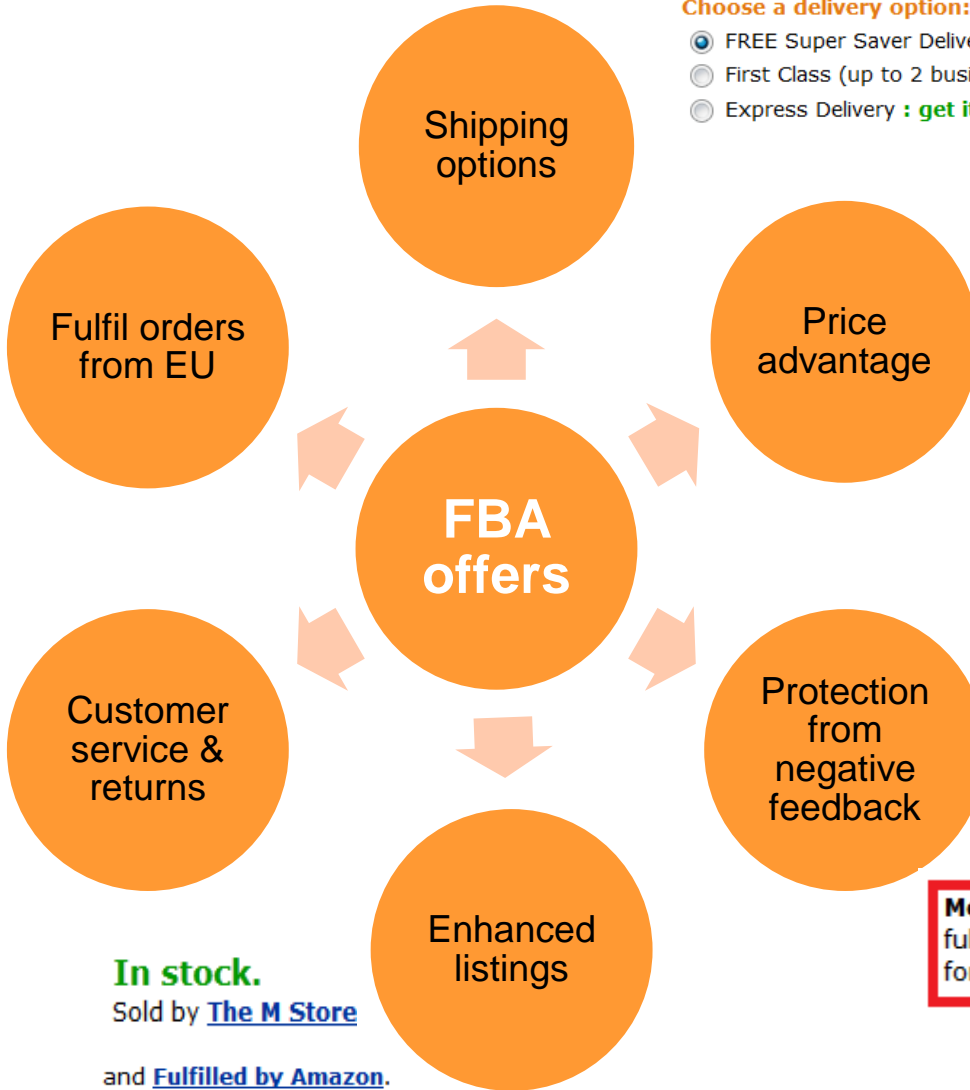 Choose a delivery option:
FREE Super Saver
First Class (up to 2
Express Delivery : get
Shipping
options
Fulfil orders
from EU
Price
advantage
FBA
offers
Customer
service &
returns
Protection
from
negative
feedback
Enhanced
listings
In stock.
Sold by The M Store
and Fulfilled by Amazon.